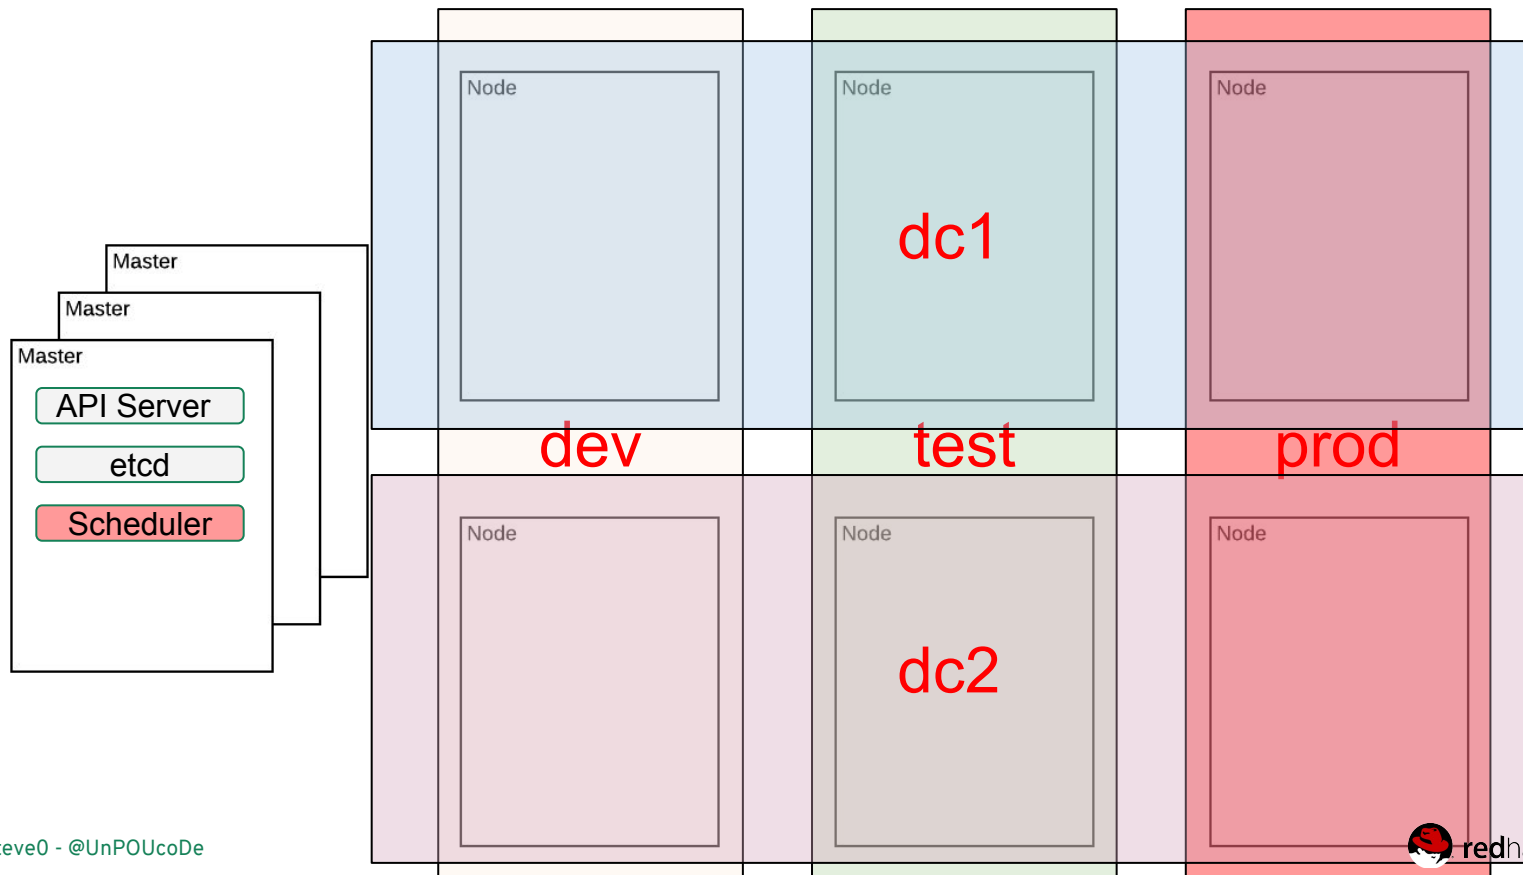 Node
Node
Node
dc1
Master
Master
Master
API Server
etcd
Scheduler
dev
test
prod
Node
Node
Node
dc2
teve0 - @UnPOUcoDe
redh